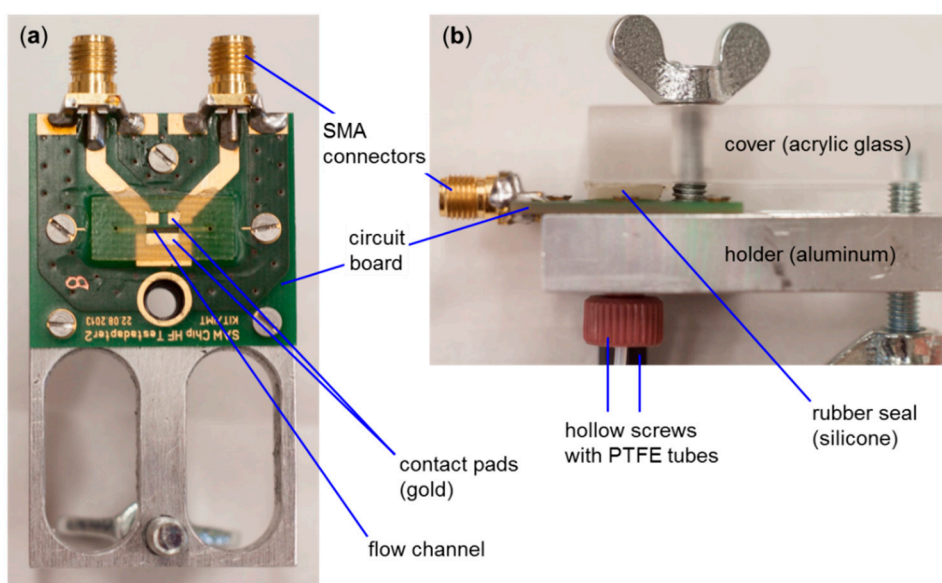 (a)
(b)
SMA
connectors
circuit
board
contact pads
(gold)
flow channel
cover (acrylic glass)
holder (aluminum)
rubber seal
(silicone)
hollow screws
with PTFE tubes
8
SAW Chip HF Testadapter2
KIT/IMT 22.08.2013